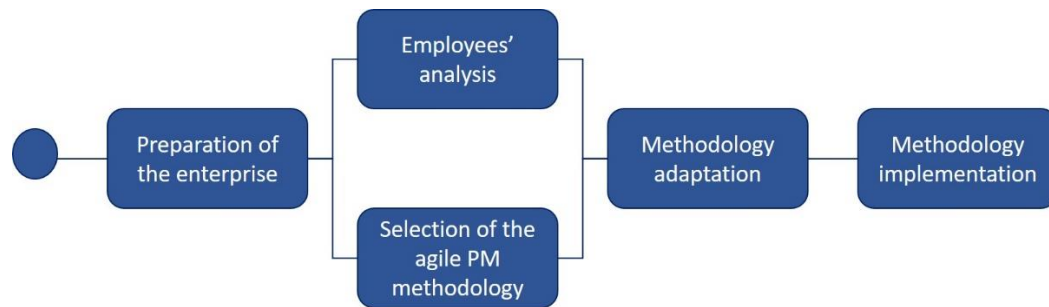 Preparation of
the enterprise
Employees’
analysis
Selection of the
agile PM
methodology
Methodology
adaptation
Methodology
implementation